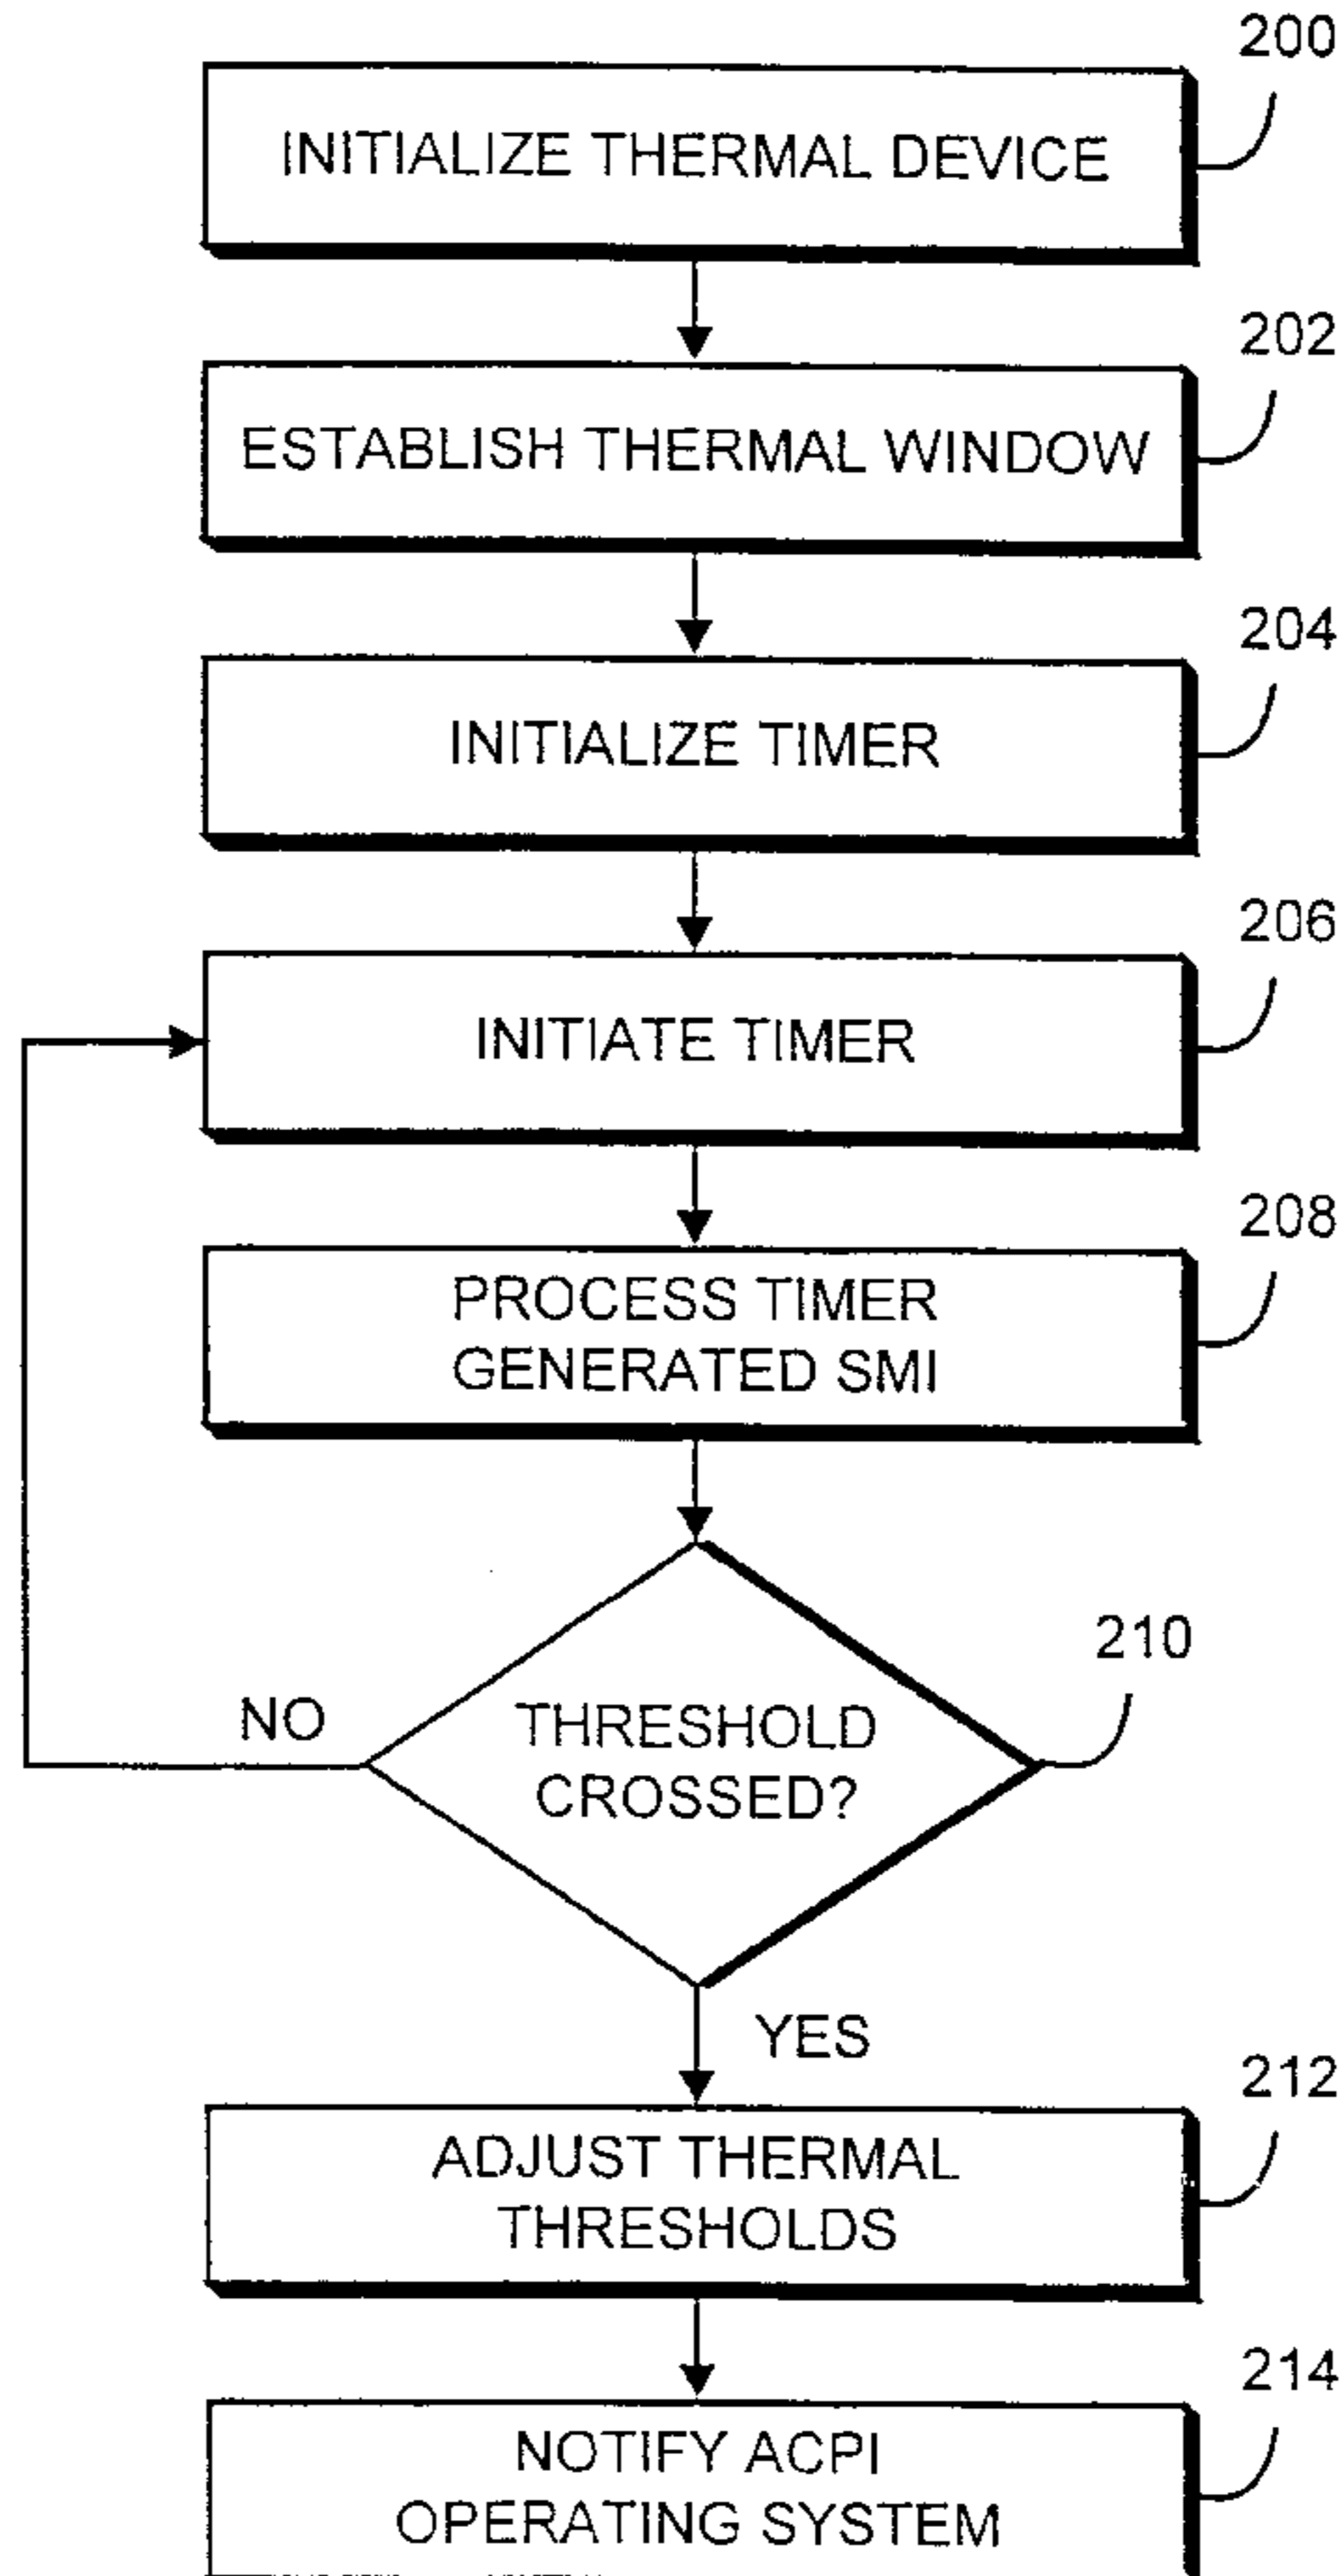 200
INITIALIZE THERMAL DEVICE
202
ESTABLISH THERMAL WINDOW
204
INITIALIZE TIMER
206
INITIATE TIMER
208
PROCESS TIMER
GENERATED SMI
210
NO
THRESHOLD
CROSSED?
YES
212
ADJUST THERMAL
THRESHOLDS
214
NOTIFY ACPI
OPERATING SYSTEM